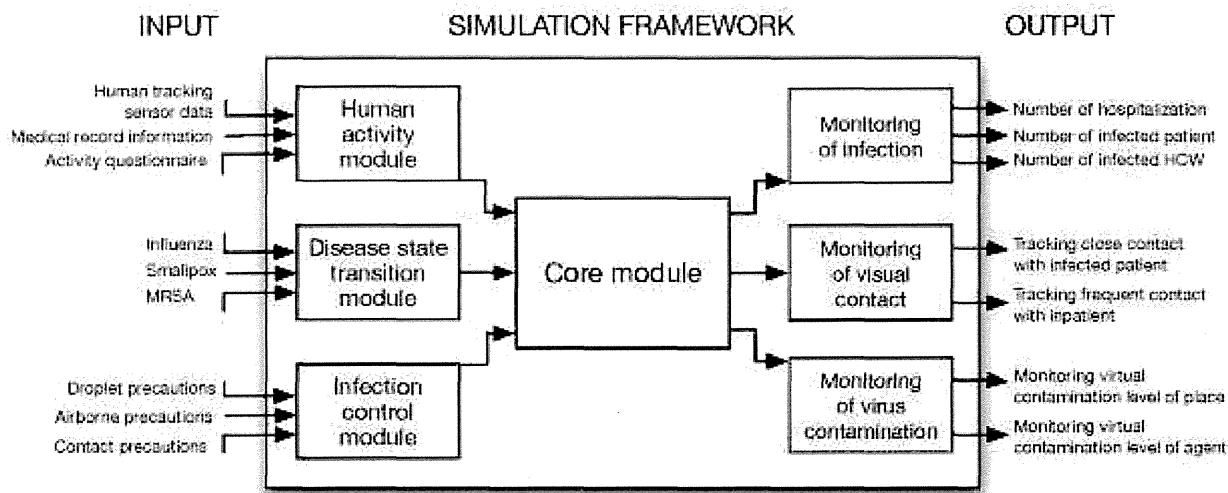 INPUT
SIMULATION FRAMEWORK
OUTPUT
Human tracking
sensor data
Medical record information
Activity questionnaire
Human
activity
module
Monitoring
of infection
Number of hospitalization
Number of infected patient
Number of infected HCW
Influenza
Smallpox
MRSA
Disease state
transition
module
Core module
Monitoring
of visual
contact
Tracking close contact
with infected patient
Tracking frequent contact
with inpatient
Droplet precautions
Airborne precautions
Contact precautions
Infection
control
module
Monitoring
of virus
contamination
Monitoring virtual
contamination level of place
Monitoring virtual
contamination level of agent